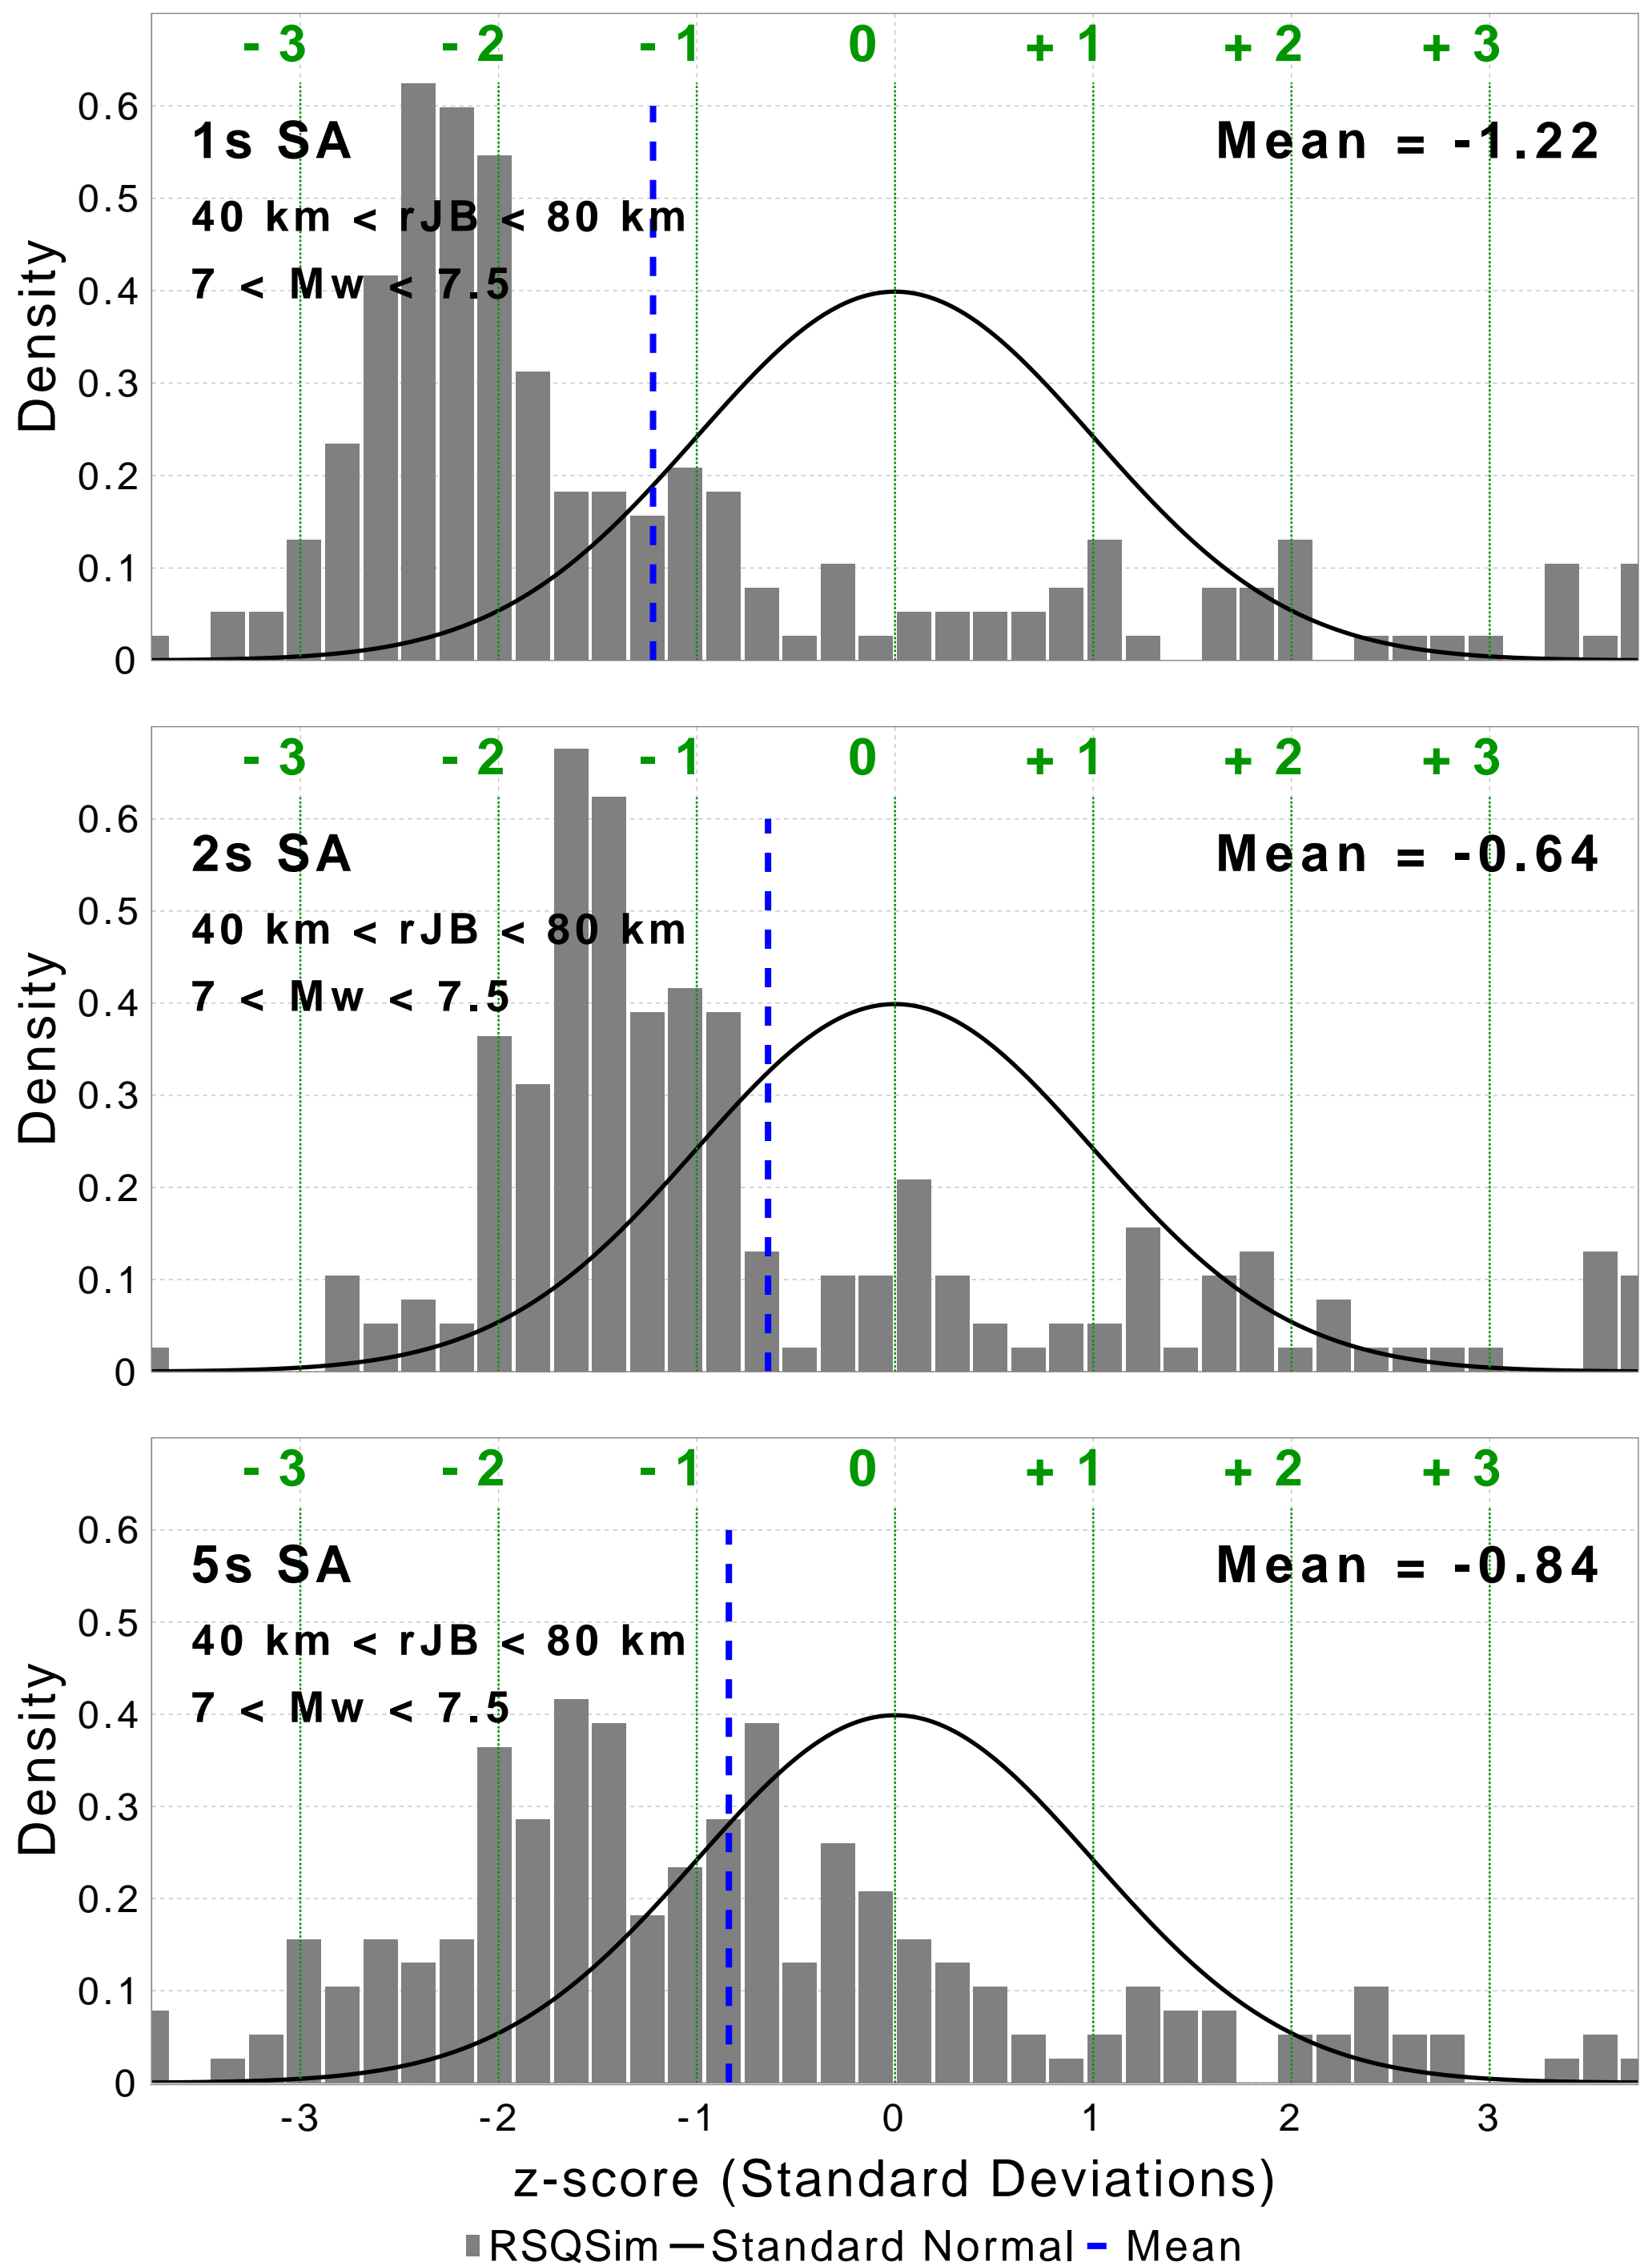 - 3 - 2 - 1 0 + 1 + 2 + 3
0.6
1s SA Mean = -1.22
0.5
40 km < rJB < 80 km
7 < Mw < 7.5
0.4
Density
0.3
0.2
0.1
0
- 3 - 2 - 1 0 + 1 + 2 + 3
0.6
2s SA Mean = -0.64
0.5
40 km < rJB < 80 km
7 < Mw < 7.5
0.4
Density
0.3
0.2
0.1
0
- 3 - 2 - 1 0 + 1 + 2 + 3
0.6
5s SA Mean = -0.84
0.5
40 km < rJB < 80 km
7 < Mw < 7.5
0.4
Density
0.3
0.2
0.1
0
-3 -2 -1 0 1 2 3
z-score (Standard Deviations)
RSQSim Standard Normal Mean